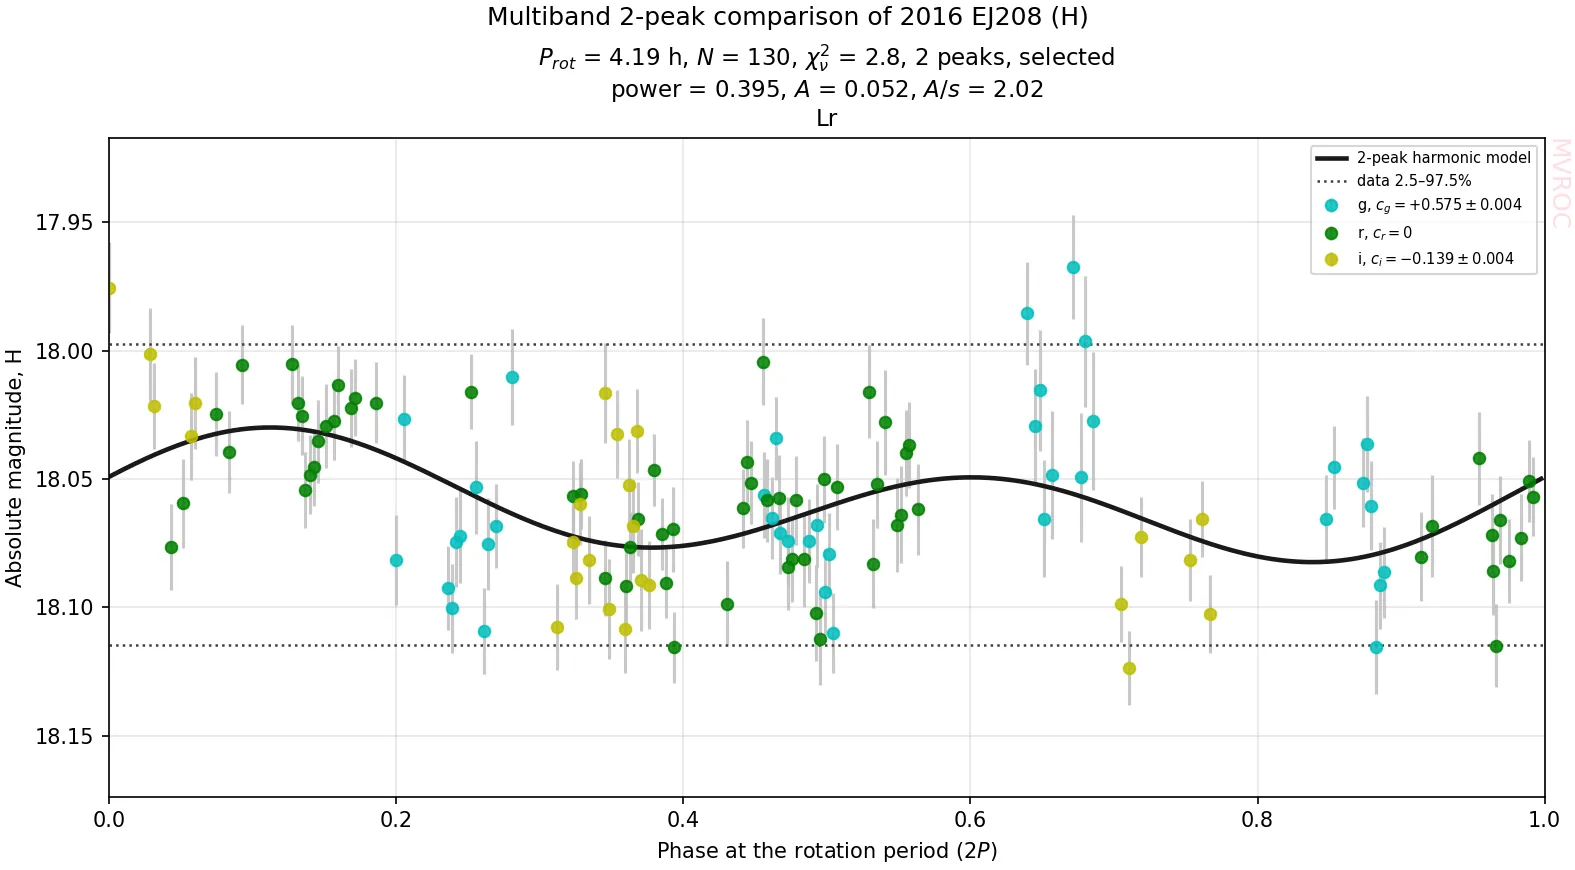 Multiband 2-peak comparison of 2016 EJ208 (H)
P_rot = 4.19 h, N = 130, χ²_ν = 2.8, 2 peaks, selected
power = 0.395, A = 0.052, A/s = 2.02
Lr
2-peak harmonic model
data 2.5–97.5%
g, c_g = +0.575 ± 0.004
r, c_r = 0
i, c_i = −0.139 ± 0.004
MVROC
Absolute magnitude, H
17.95
18.00
18.05
18.10
18.15
0.0 0.2 0.4 0.6 0.8 1.0
Phase at the rotation period (2P)